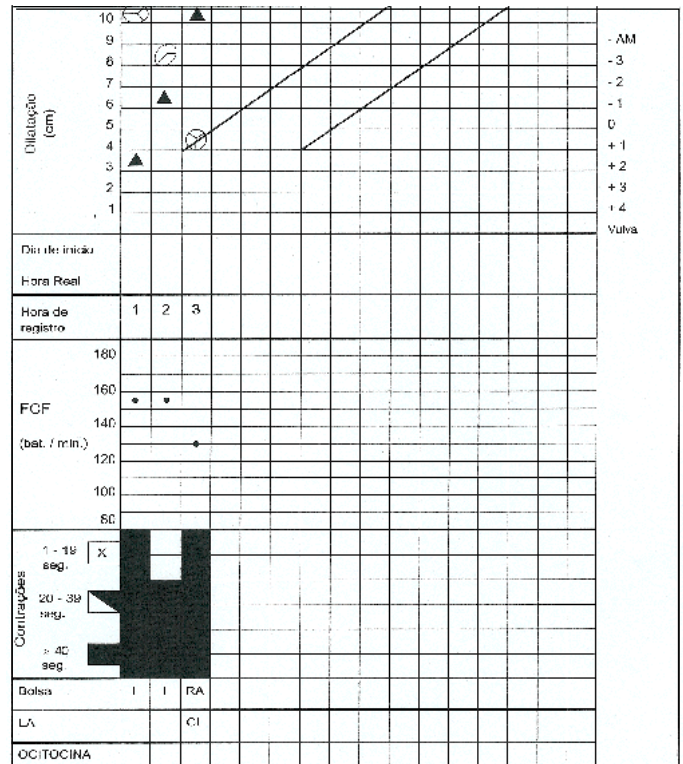 10
9
8
7
6
5
4
3
2
1
Dilatação
(cm)
- AM
- 3
- 2
- 1
0
+ 1
+ 2
+ 3
+ 4
Vulva
Dia de início
Hora Real
Hora de
registro
1 2 3
FCF
(bat. / min.)
180
160
140
120
100
80
Contrações
1 - 19
seg.
X
20 - 39
seg.
> 40
seg.
Bolsa I I RA
LA CL
OCITOCINA